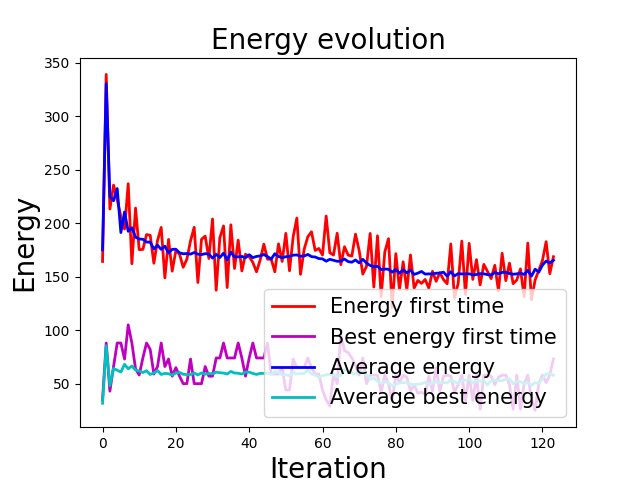 Energy evolution
Energy
350
300
250
200
150
100
50
0
20
40
60
80
100
120
Iteration
Energy first time
Best energy first time
Average energy
Average best energy